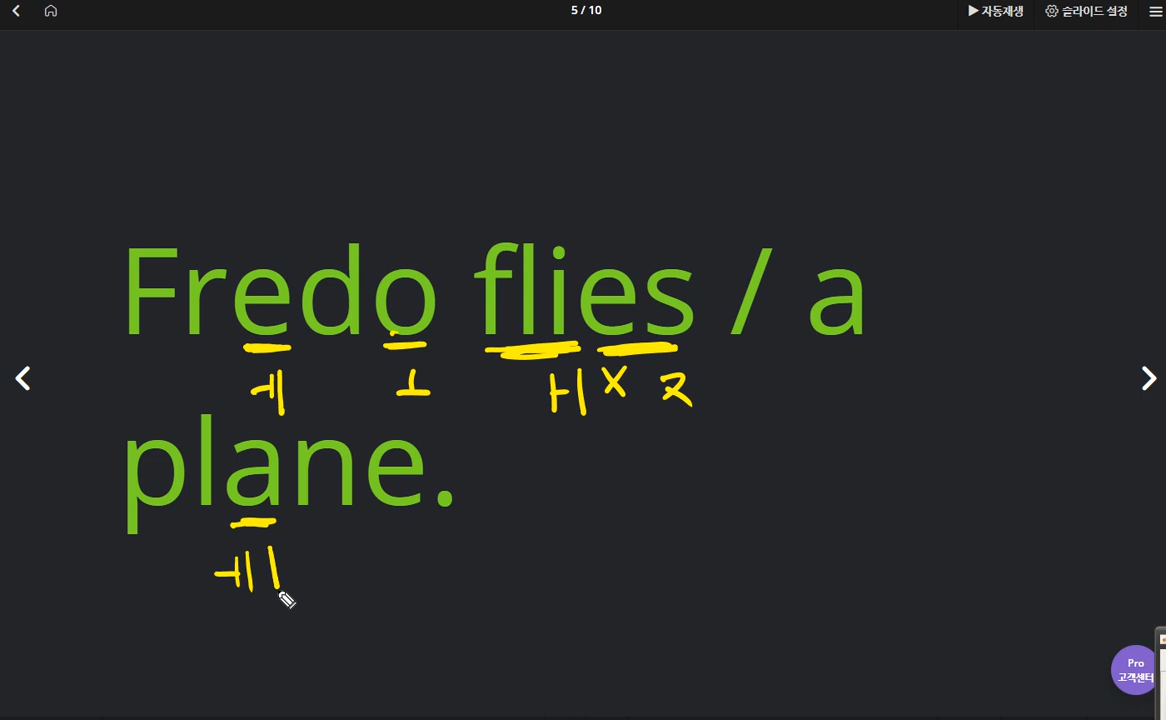 5 / 10
▶ 자동재생
슬라이드 설정
Fredo flies / a
ㅔ ㅗ ㅏㅣ X ㅈ
plane.
ㅔㅣ
Pro
고객센터